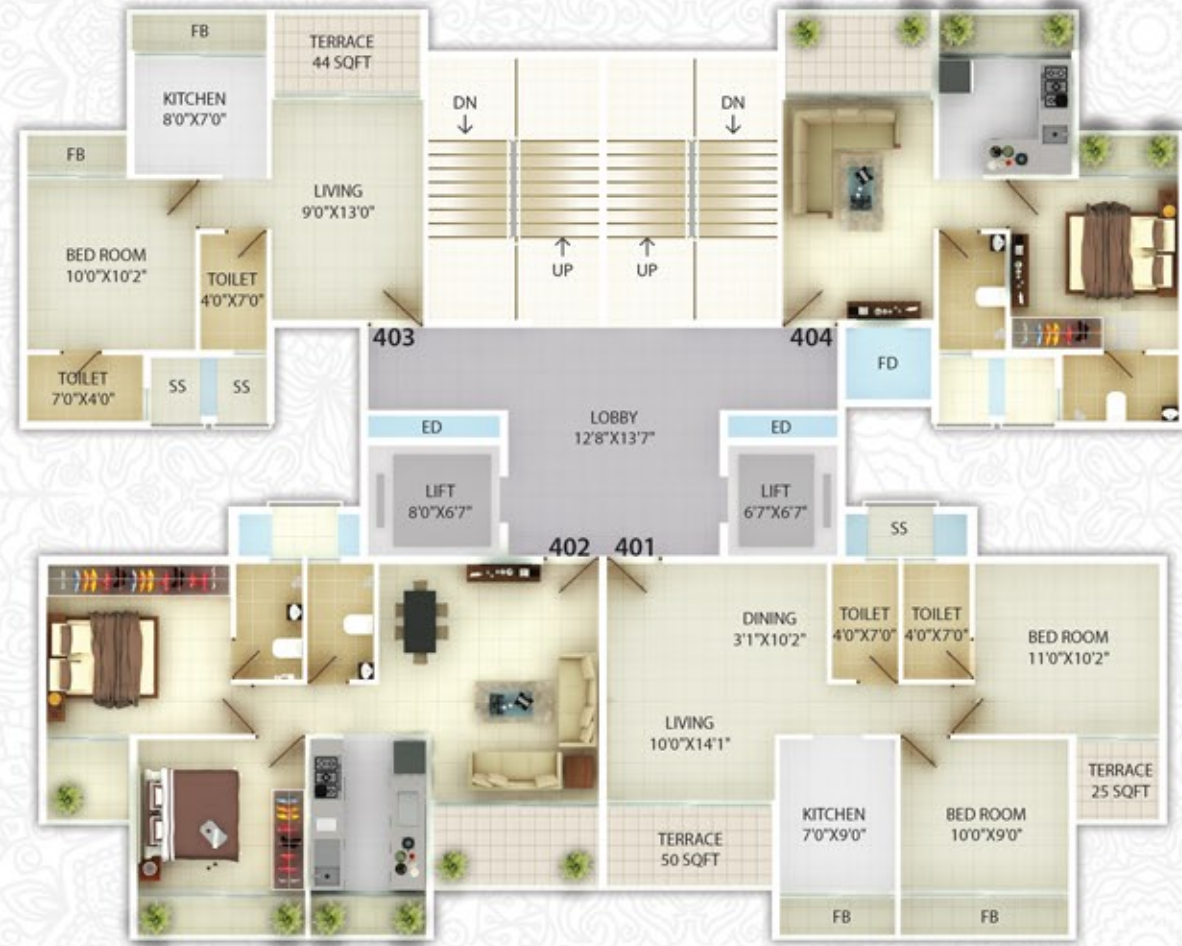 FB
TERRACE
44 SQFT
KITCHEN
8'0"X7'0"
DN
DN
FB
LIVING
9'0"X13'0"
BED ROOM
10'0"X10'2"
TOILET
4'0"X7'0"
UP
UP
403
404
TOILET
7'0"X4'0"
SS
SS
FD
LOBBY
12'8"X13'7"
ED
ED
LIFT
8'0"X6'7"
LIFT
6'7"X6'7"
SS
402
401
DINING
3'1"X10'2"
TOILET
4'0"X7'0"
TOILET
4'0"X7'0"
BED ROOM
11'0"X10'2"
LIVING
10'0"X14'1"
TERRACE
25 SQFT
KITCHEN
7'0"X9'0"
BED ROOM
10'0"X9'0"
TERRACE
50 SQFT
FB
FB